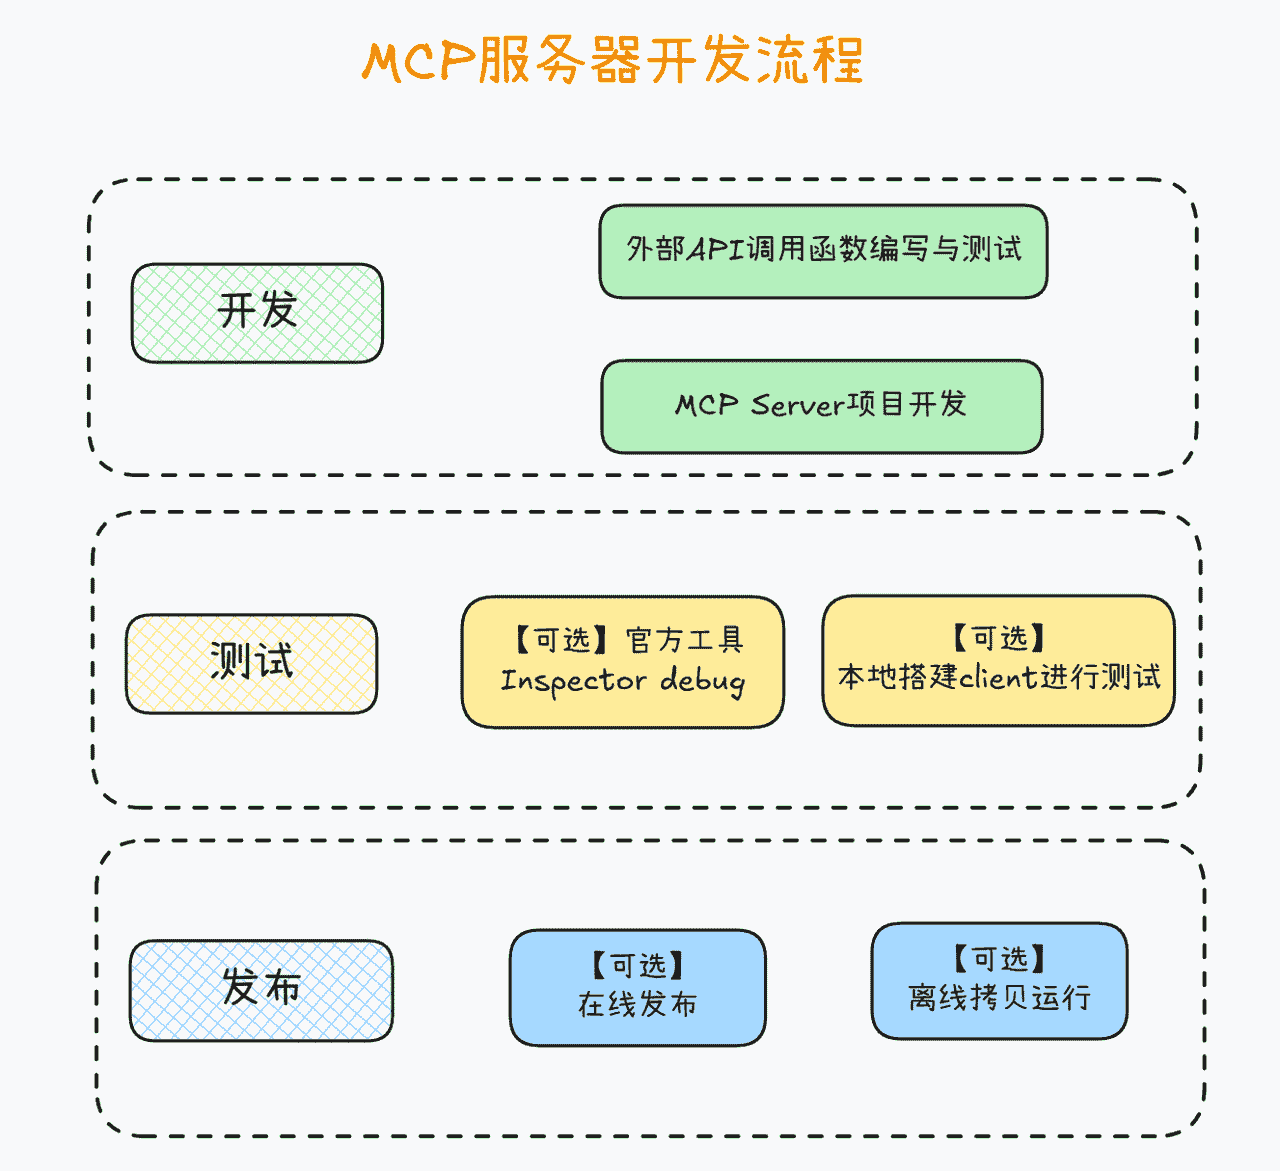 MCP服务器开发流程
开发
外部API调用函数编写与测试
MCP Server项目开发
测试
【可选】官方工具
Inspector debug
【可选】
本地搭建client进行测试
发布
【可选】
在线发布
【可选】
离线拷贝运行